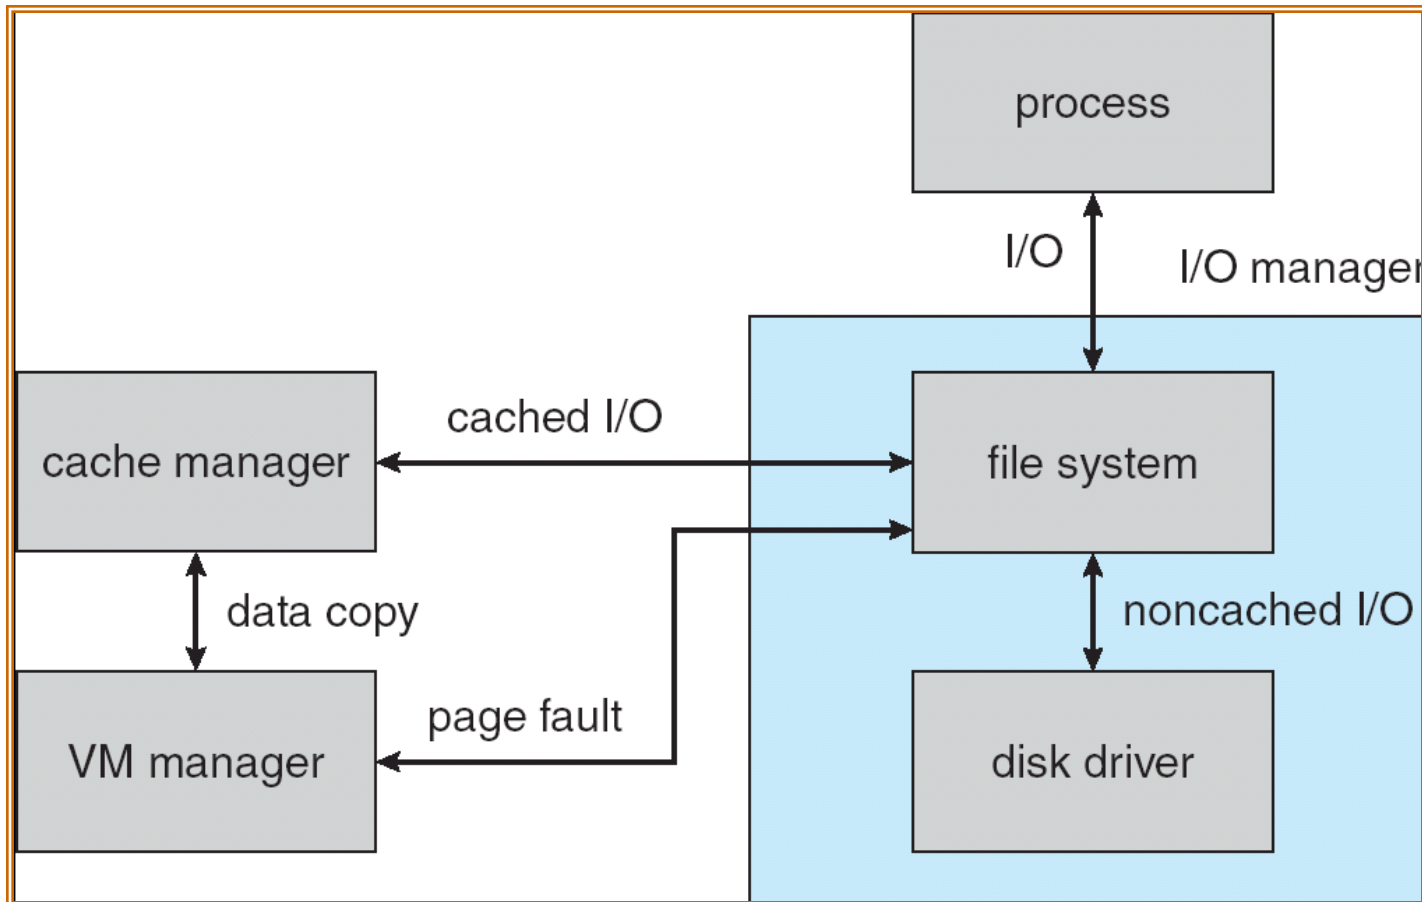 process
I/O
I/O manager
cached I/O
cache manager
file system
data copy
noncached I/O
page fault
VM manager
disk driver